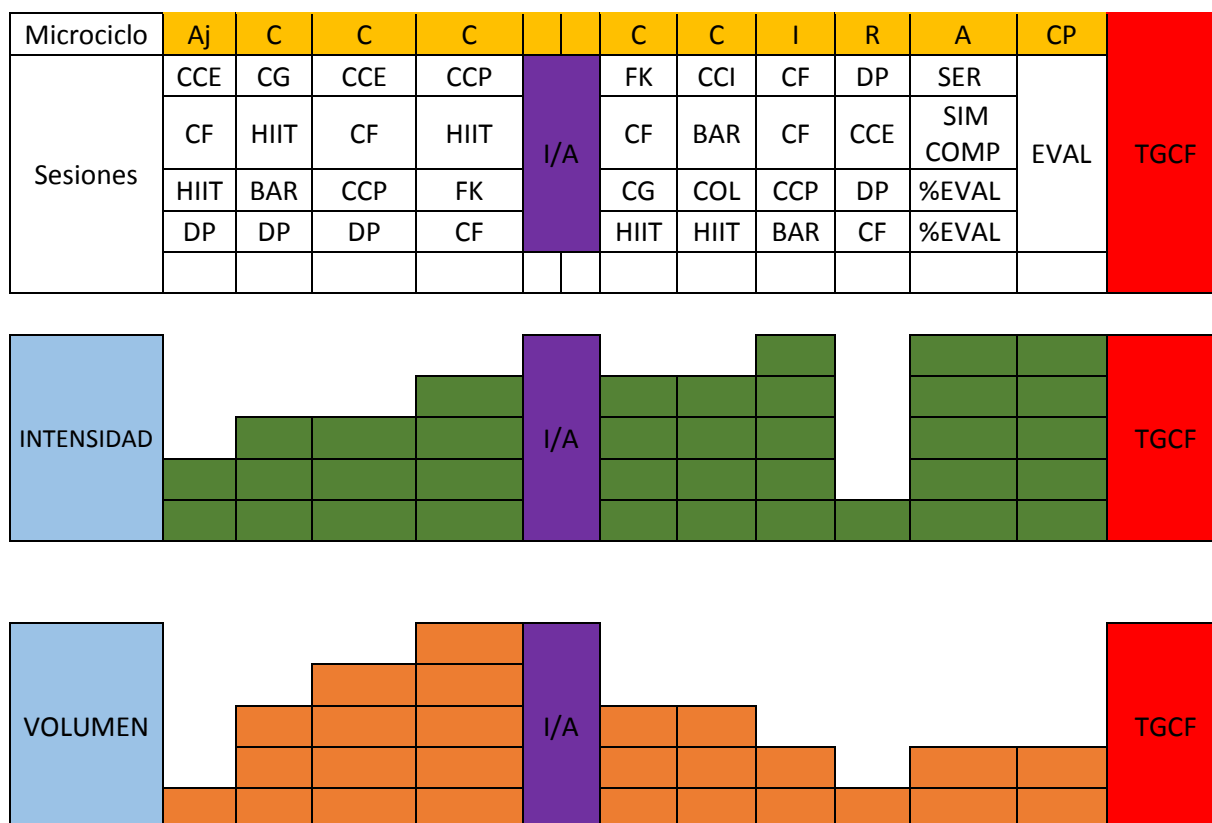 Microciclo Aj C C C C C I R A CP
CCE CG CCE CCP FK CCI CF DP SER
Sesiones CF HIIT CF HIIT I/A CF BAR CF CCE SIM COMP EVAL TGCF
HIIT BAR CCP FK CG COL CCP DP %EVAL
DP DP DP CF HIIT HIIT BAR CF %EVAL
INTENSIDAD I/A TGCF
VOLUMEN I/A TGCF